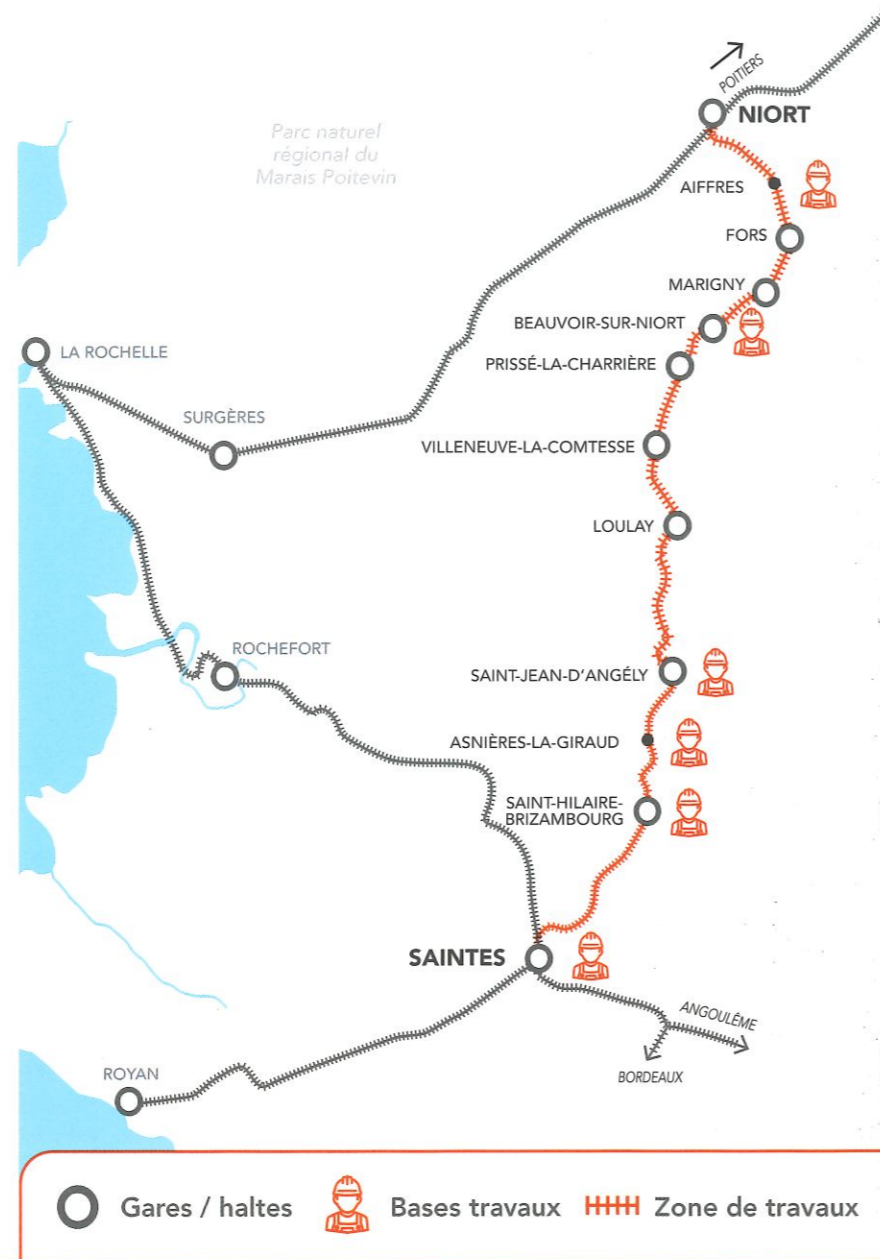 POITIERS
NIORT
Parc naturel
régional du
Marais Poitevin
AIFFRES
FORS
MARIGNY
BEAUVOIR-SUR-NIORT
LA ROCHELLE
PRISSÉ-LA-CHARRIÈRE
SURGÈRES
VILLENEUVE-LA-COMTESSE
LOULAY
ROCHEFORT
SAINT-JEAN-D'ANGÉLY
ASNIÈRES-LA-GIRAUD
SAINT-HILAIRE-
BRIZAMBOURG
SAINTES
ANGOULÊME
BORDEAUX
ROYAN
Gares / haltes
Bases travaux
Zone de travaux